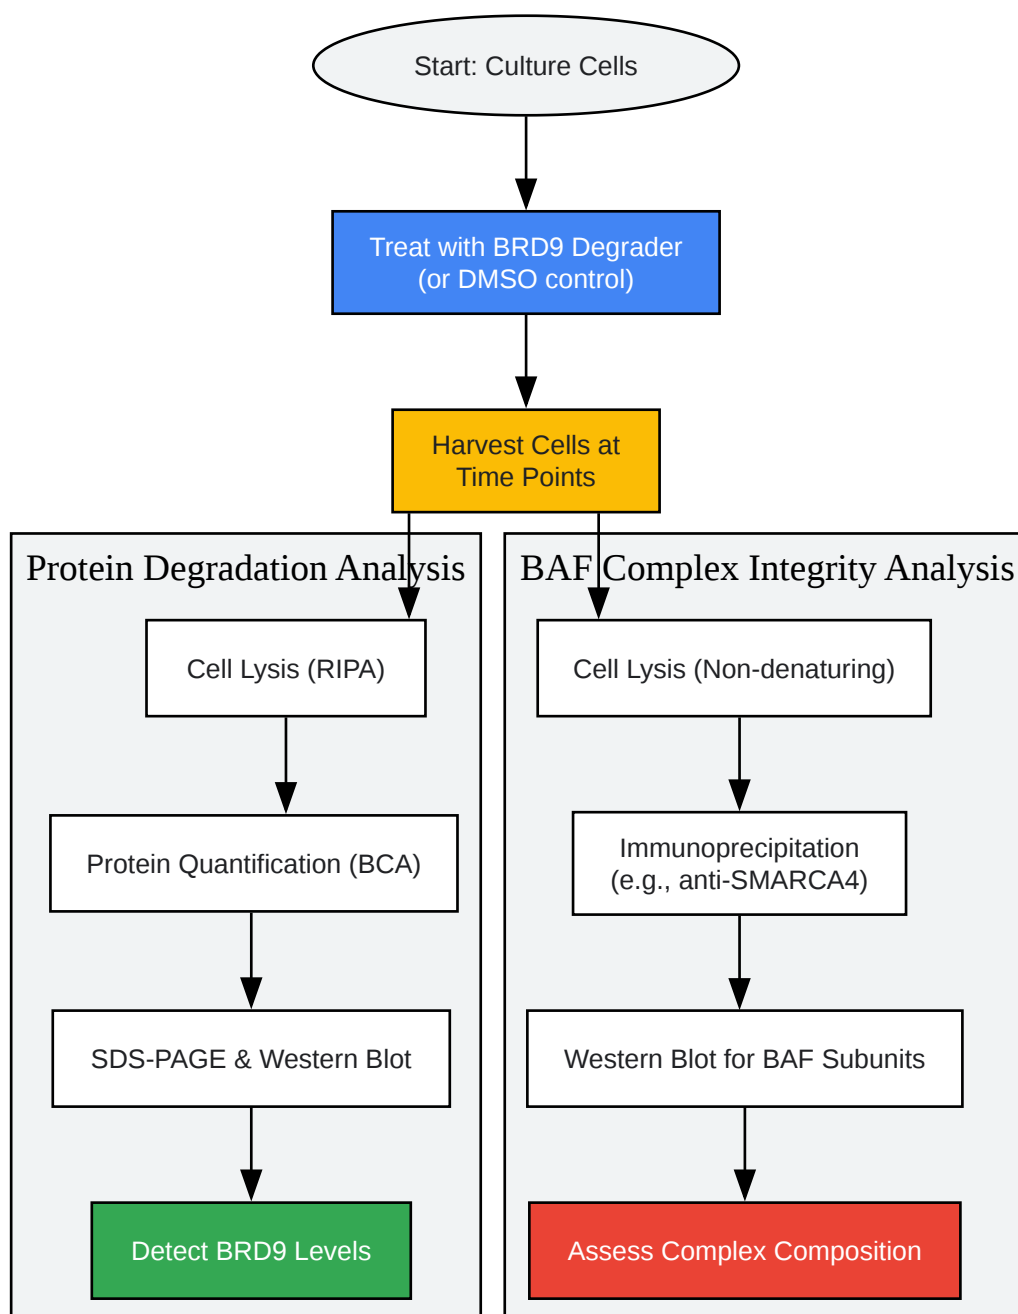 Start: Culture Cells
Treat with BRD9 Degrader
(or DMSO control)
Harvest Cells at
Time Points
Protein Degradation Analysis
Cell Lysis (RIPA)
Protein Quantification (BCA)
SDS-PAGE & Western Blot
Detect BRD9 Levels
BAF Complex Integrity Analysis
Cell Lysis (Non-denaturing)
Immunoprecipitation
(e.g., anti-SMARCA4)
Western Blot for BAF Subunits
Assess Complex Composition